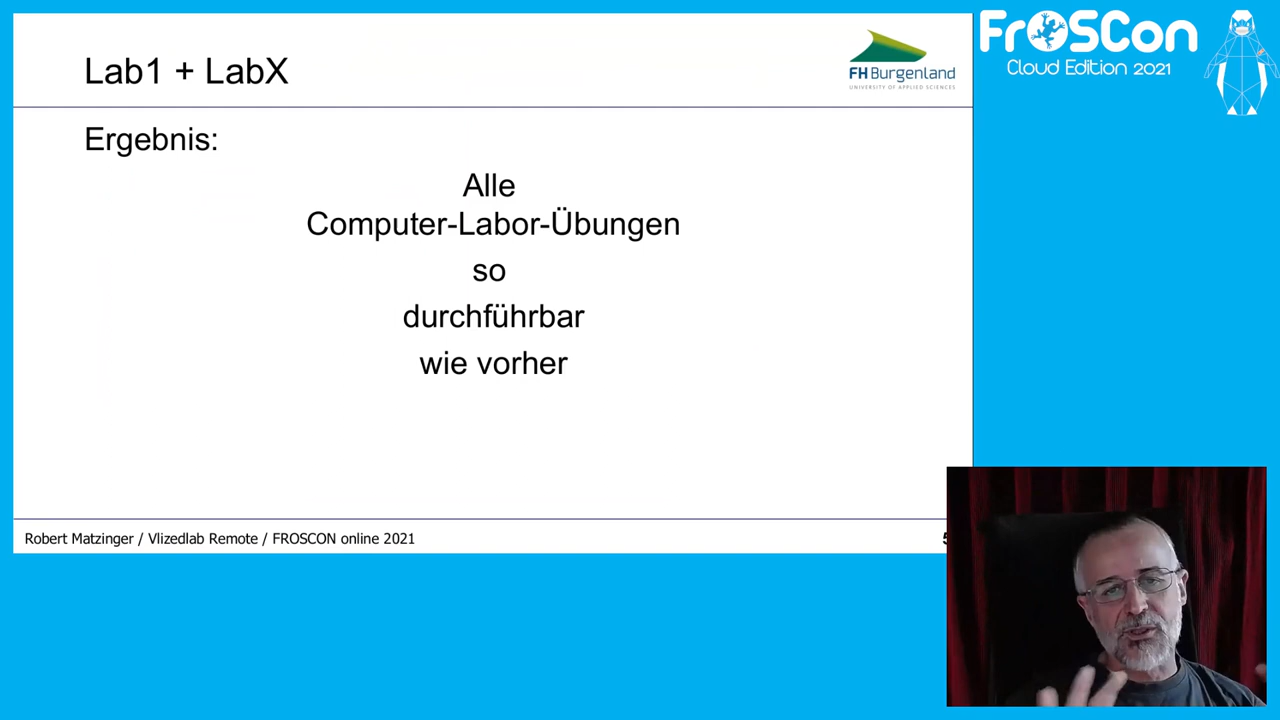 Lab1 + LabX
FH Burgenland
UNIVERSITY OF APPLIED SCIENCES
FrOSCon
Cloud Edition 2021
Ergebnis:
Alle
Computer-Labor-Übungen
so
durchführbar
wie vorher
Robert Matzinger / Vlizedlab Remote / FROSCON online 2021